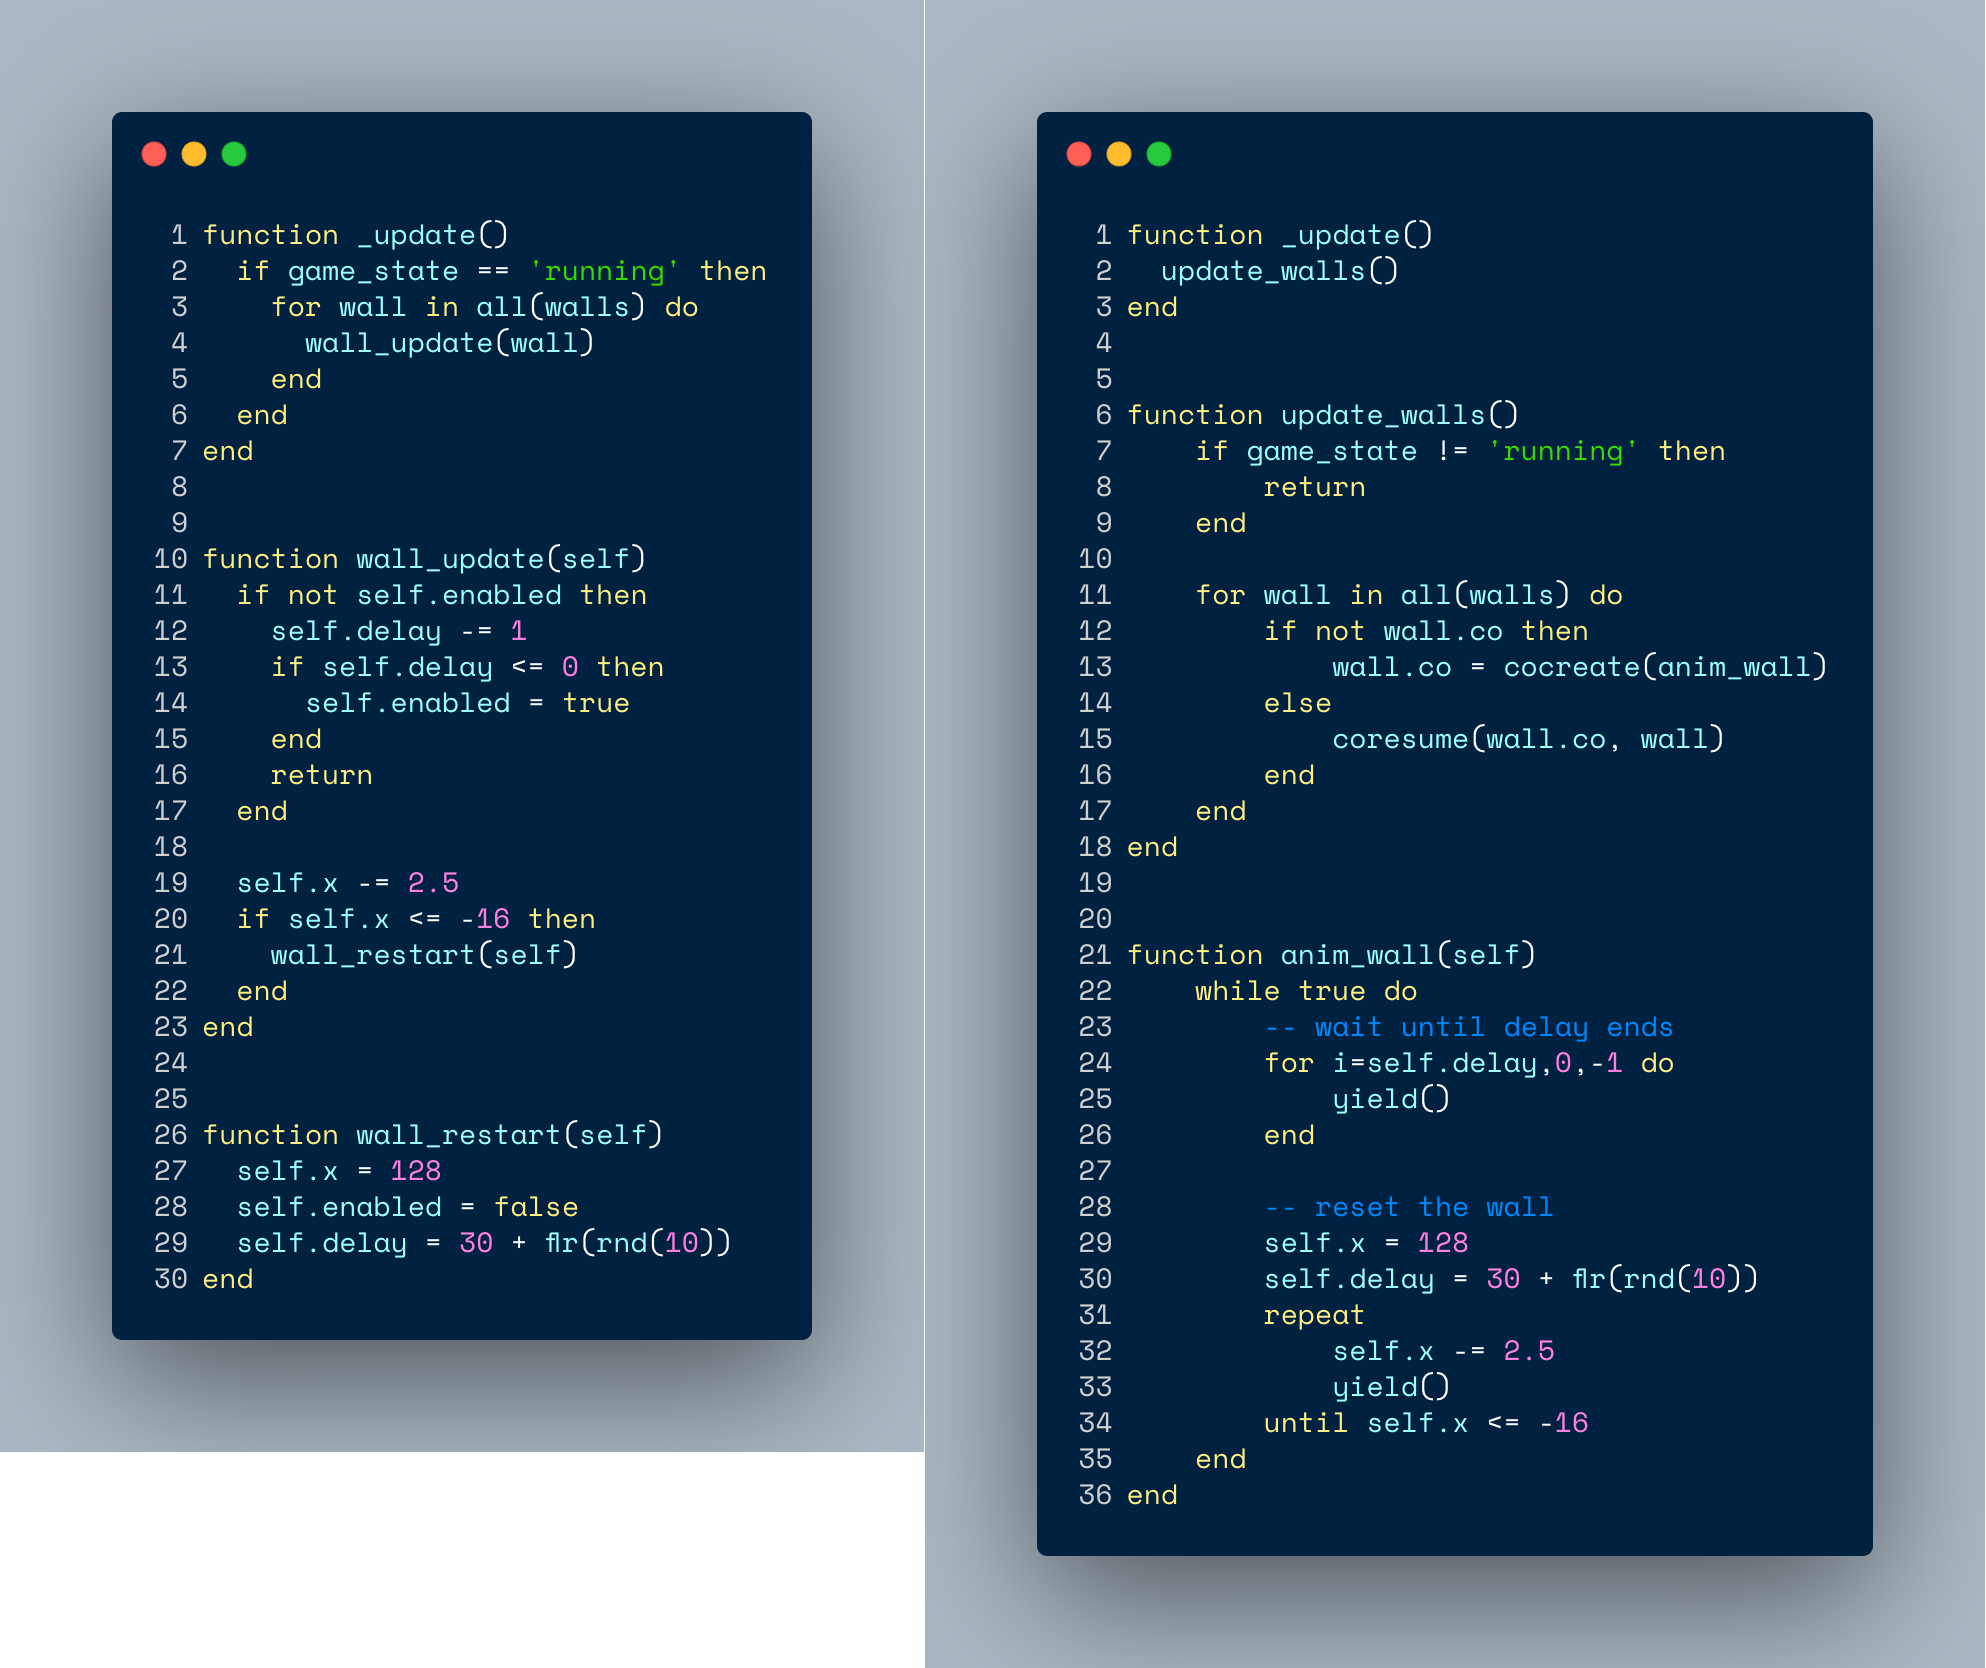 1 function _update()
2   if game_state == 'running' then
3     for wall in all(walls) do
4       wall_update(wall)
5     end
6   end
7 end
8
9
10 function wall_update(self)
11   if not self.enabled then
12     self.delay -= 1
13     if self.delay <= 0 then
14       self.enabled = true
15     end
16     return
17   end
18
19   self.x -= 2.5
20   if self.x <= -16 then
21     wall_restart(self)
22   end
23 end
24
25
26 function wall_restart(self)
27   self.x = 128
28   self.enabled = false
29   self.delay = 30 + flr(rnd(10))
30 end
1 function _update()
2   update_walls()
3 end
4
5
6 function update_walls()
7     if game_state != 'running' then
8         return
9     end
10
11     for wall in all(walls) do
12         if not wall.co then
13             wall.co = cocreate(anim_wall)
14         else
15             coresume(wall.co, wall)
16         end
17     end
18 end
19
20
21 function anim_wall(self)
22     while true do
23         -- wait until delay ends
24         for i=self.delay,0,-1 do
25             yield()
26         end
27
28         -- reset the wall
29         self.x = 128
30         self.delay = 30 + flr(rnd(10))
31         repeat
32             self.x -= 2.5
33             yield()
34         until self.x <= -16
35     end
36 end